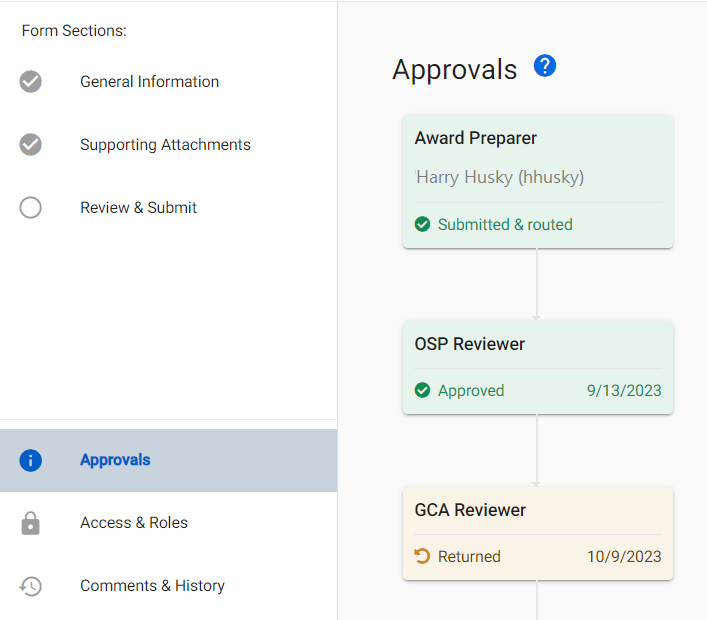 Form Sections:
General Information
Supporting Attachments
Review & Submit
Approvals
Access & Roles
Comments & History
Approvals ?
Award Preparer
Harry Husky (hhusky)
Submitted & routed
OSP Reviewer
Approved 9/13/2023
GCA Reviewer
Returned 10/9/2023